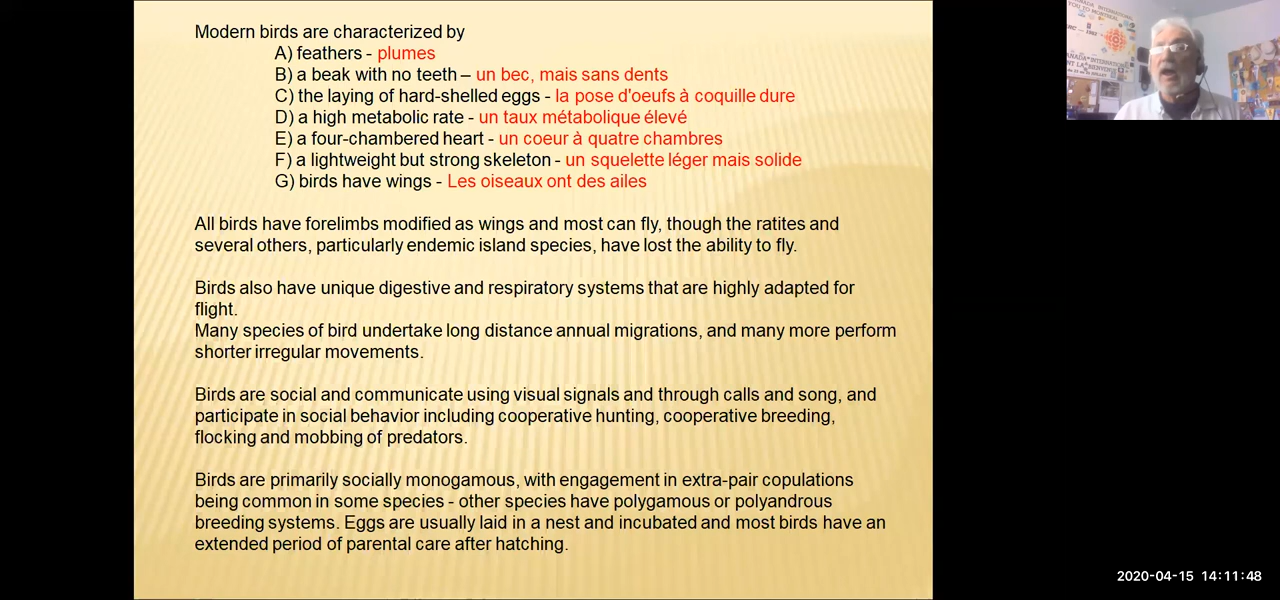 Modern birds are characterized by
A) feathers - plumes
B) a beak with no teeth – un bec, mais sans dents
C) the laying of hard-shelled eggs - la pose d'oeufs à coquille dure
D) a high metabolic rate - un taux métabolique élevé
E) a four-chambered heart - un coeur à quatre chambres
F) a lightweight but strong skeleton - un squelette léger mais solide
G) birds have wings - Les oiseaux ont des ailes
All birds have forelimbs modified as wings and most can fly, though the ratites and
several others, particularly endemic island species, have lost the ability to fly.
Birds also have unique digestive and respiratory systems that are highly adapted for
flight.
Many species of bird undertake long distance annual migrations, and many more perform
shorter irregular movements.
Birds are social and communicate using visual signals and through calls and song, and
participate in social behavior including cooperative hunting, cooperative breeding,
flocking and mobbing of predators.
Birds are primarily socially monogamous, with engagement in extra-pair copulations
being common in some species - other species have polygamous or polyandrous
breeding systems. Eggs are usually laid in a nest and incubated and most birds have an
extended period of parental care after hatching.
2020-04-15 14:11:48